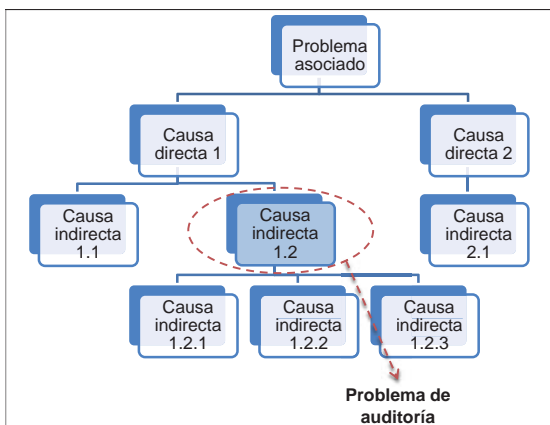 Problema
asociado
Causa
directa 1
Causa
directa 2
Causa
indirecta
1.1
Causa
indirecta
1.2
Causa
indirecta
2.1
Causa
indirecta
1.2.1
Causa
indirecta
1.2.2
Causa
indirecta
1.2.3
Problema de
auditoría